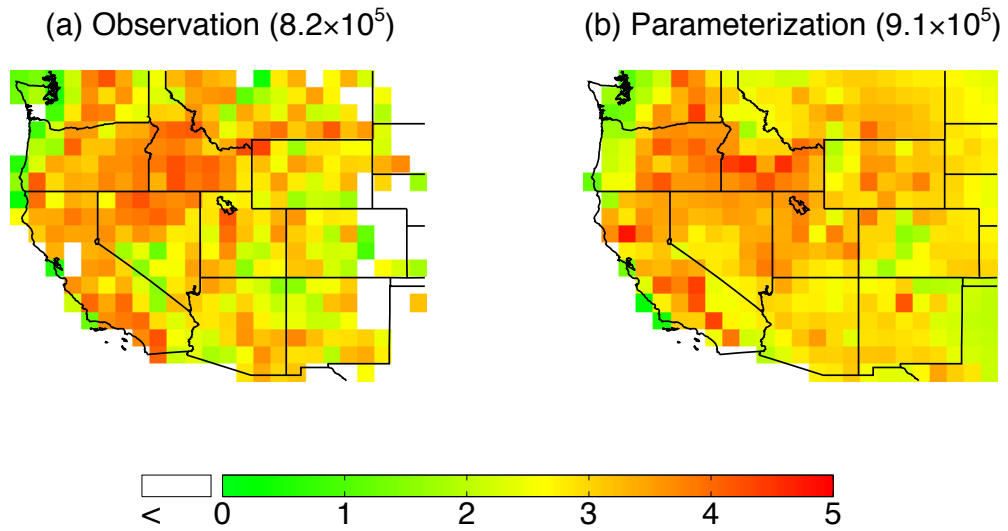 (a) Observation (8.2×10⁵)
(b) Parameterization (9.1×10⁵)
< 0 1 2 3 4 5